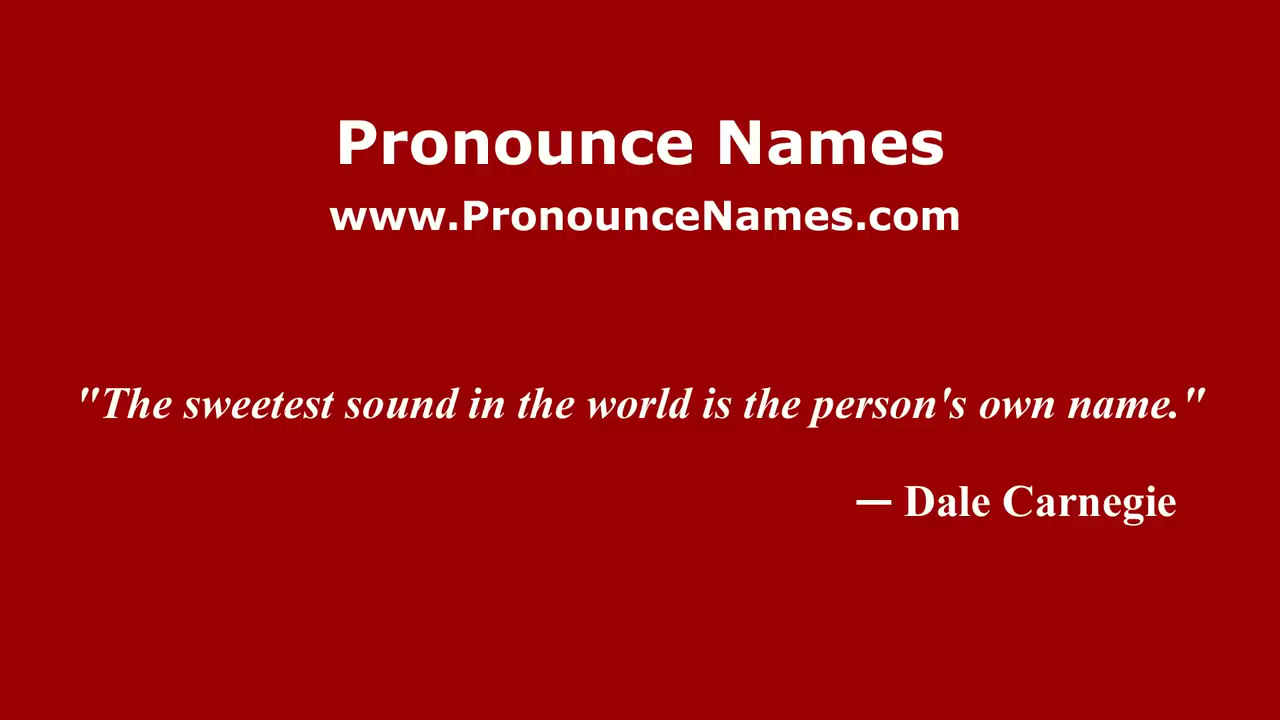 Pronounce Names
www.PronounceNames.com
"The sweetest sound in the world is the person's own name."
— Dale Carnegie